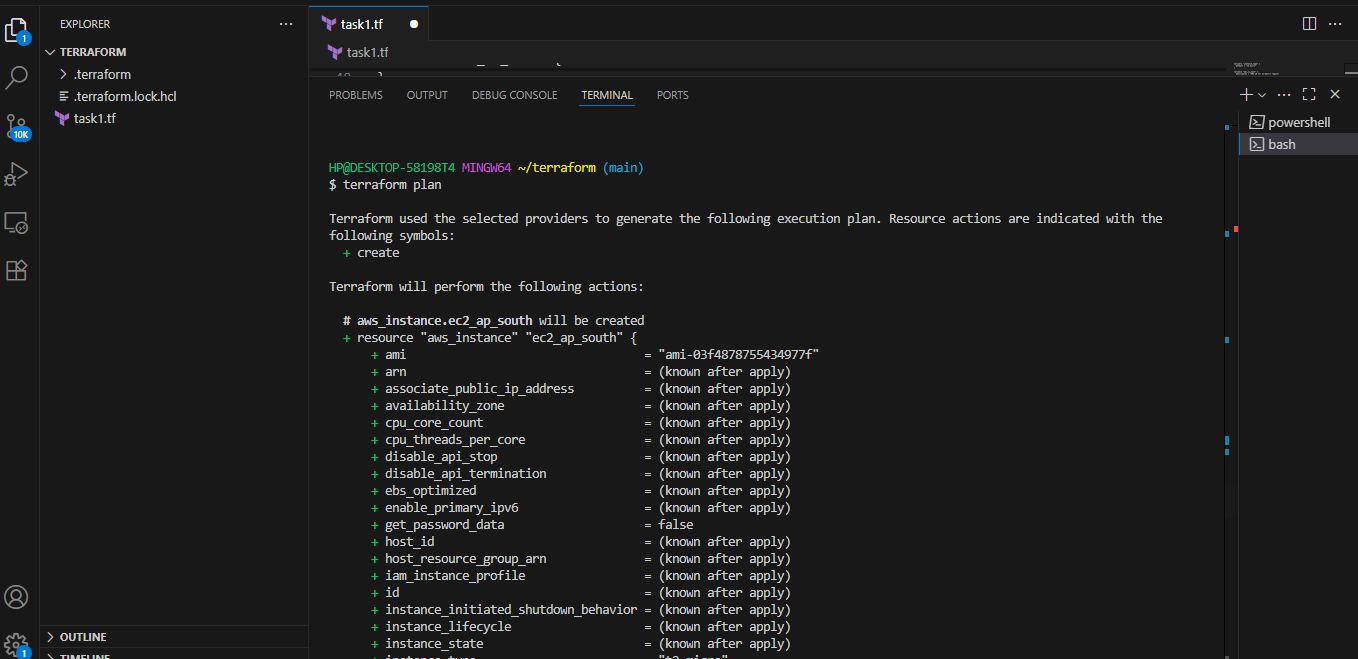 EXPLORER
TERRAFORM
.terraform
.terraform.lock.hcl
task1.tf
OUTLINE
TIMELINE
1
10K
1
task1.tf
task1.tf
PROBLEMS OUTPUT DEBUG CONSOLE TERMINAL PORTS
powershell
bash
HP@DESKTOP-58198T4 MINGW64 ~/terraform (main)
$ terraform plan
Terraform used the selected providers to generate the following execution plan. Resource actions are indicated with the
following symbols:
+ create
Terraform will perform the following actions:
# aws_instance.ec2_ap_south will be created
+ resource "aws_instance" "ec2_ap_south" {
+ ami = "ami-03f4878755434977f"
+ arn = (known after apply)
+ associate_public_ip_address = (known after apply)
+ availability_zone = (known after apply)
+ cpu_core_count = (known after apply)
+ cpu_threads_per_core = (known after apply)
+ disable_api_stop = (known after apply)
+ disable_api_termination = (known after apply)
+ ebs_optimized = (known after apply)
+ enable_primary_ipv6 = (known after apply)
+ get_password_data = false
+ host_id = (known after apply)
+ host_resource_group_arn = (known after apply)
+ iam_instance_profile = (known after apply)
+ id = (known after apply)
+ instance_initiated_shutdown_behavior = (known after apply)
+ instance_lifecycle = (known after apply)
+ instance_state = (known after apply)